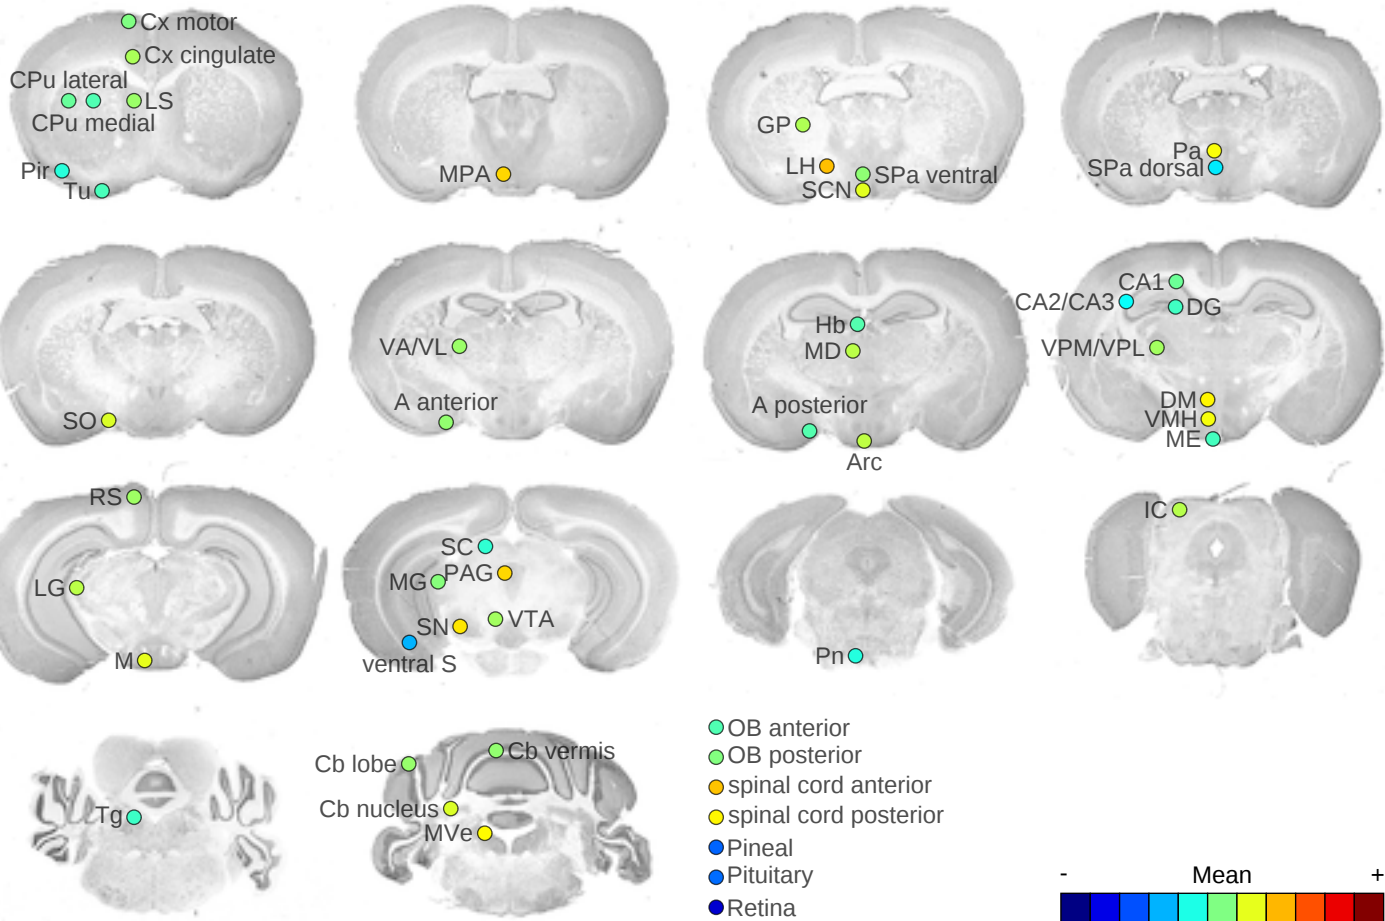 Cx motor
Cx cingulate
CPu lateral
LS
CPu medial
Pir
Tu
MPA
GP
LH
SPa ventral
SCN
Pa
SPa dorsal
SO
VA/VL
A anterior
Hb
MD
A posterior
Arc
CA1
CA2/CA3
DG
VPM/VPL
DM
VMH
ME
RS
LG
M
SC
PAG
MG
VTA
SN
ventral S
Pn
IC
Tg
Cb vermis
Cb lobe
Cb nucleus
MVe
OB anterior
OB posterior
spinal cord anterior
spinal cord posterior
Pineal
Pituitary
Retina
- Mean +